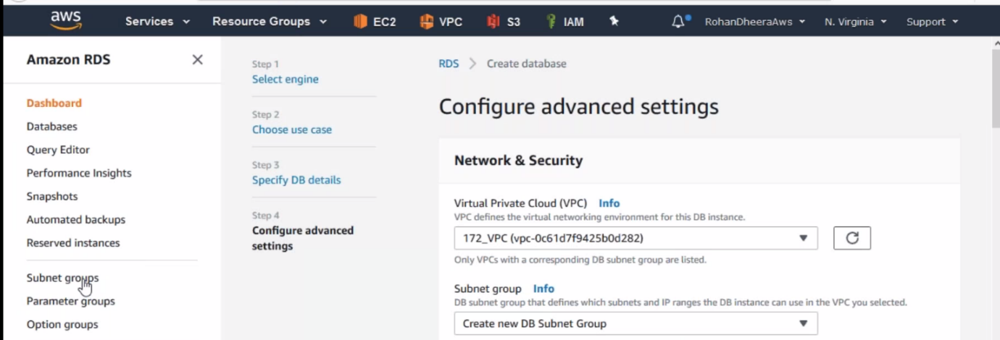 aws Services Resource Groups EC2 VPC S3 IAM RohanDheeraAws N. Virginia Support
Amazon RDS
Dashboard
Databases
Query Editor
Performance Insights
Snapshots
Automated backups
Reserved instances
Subnet groups
Parameter groups
Option groups
Step 1
Select engine
Step 2
Choose use case
Step 3
Specify DB details
Step 4
Configure advanced
settings
RDS Create database
Configure advanced settings
Network & Security
Virtual Private Cloud (VPC) Info
VPC defines the virtual networking environment for this DB instance.
172_VPC (vpc-0c61d7f9425b0d282)
Only VPCs with a corresponding DB subnet group are listed.
Subnet group Info
DB subnet group that defines which subnets and IP ranges the DB instance can use in the VPC you selected.
Create new DB Subnet Group